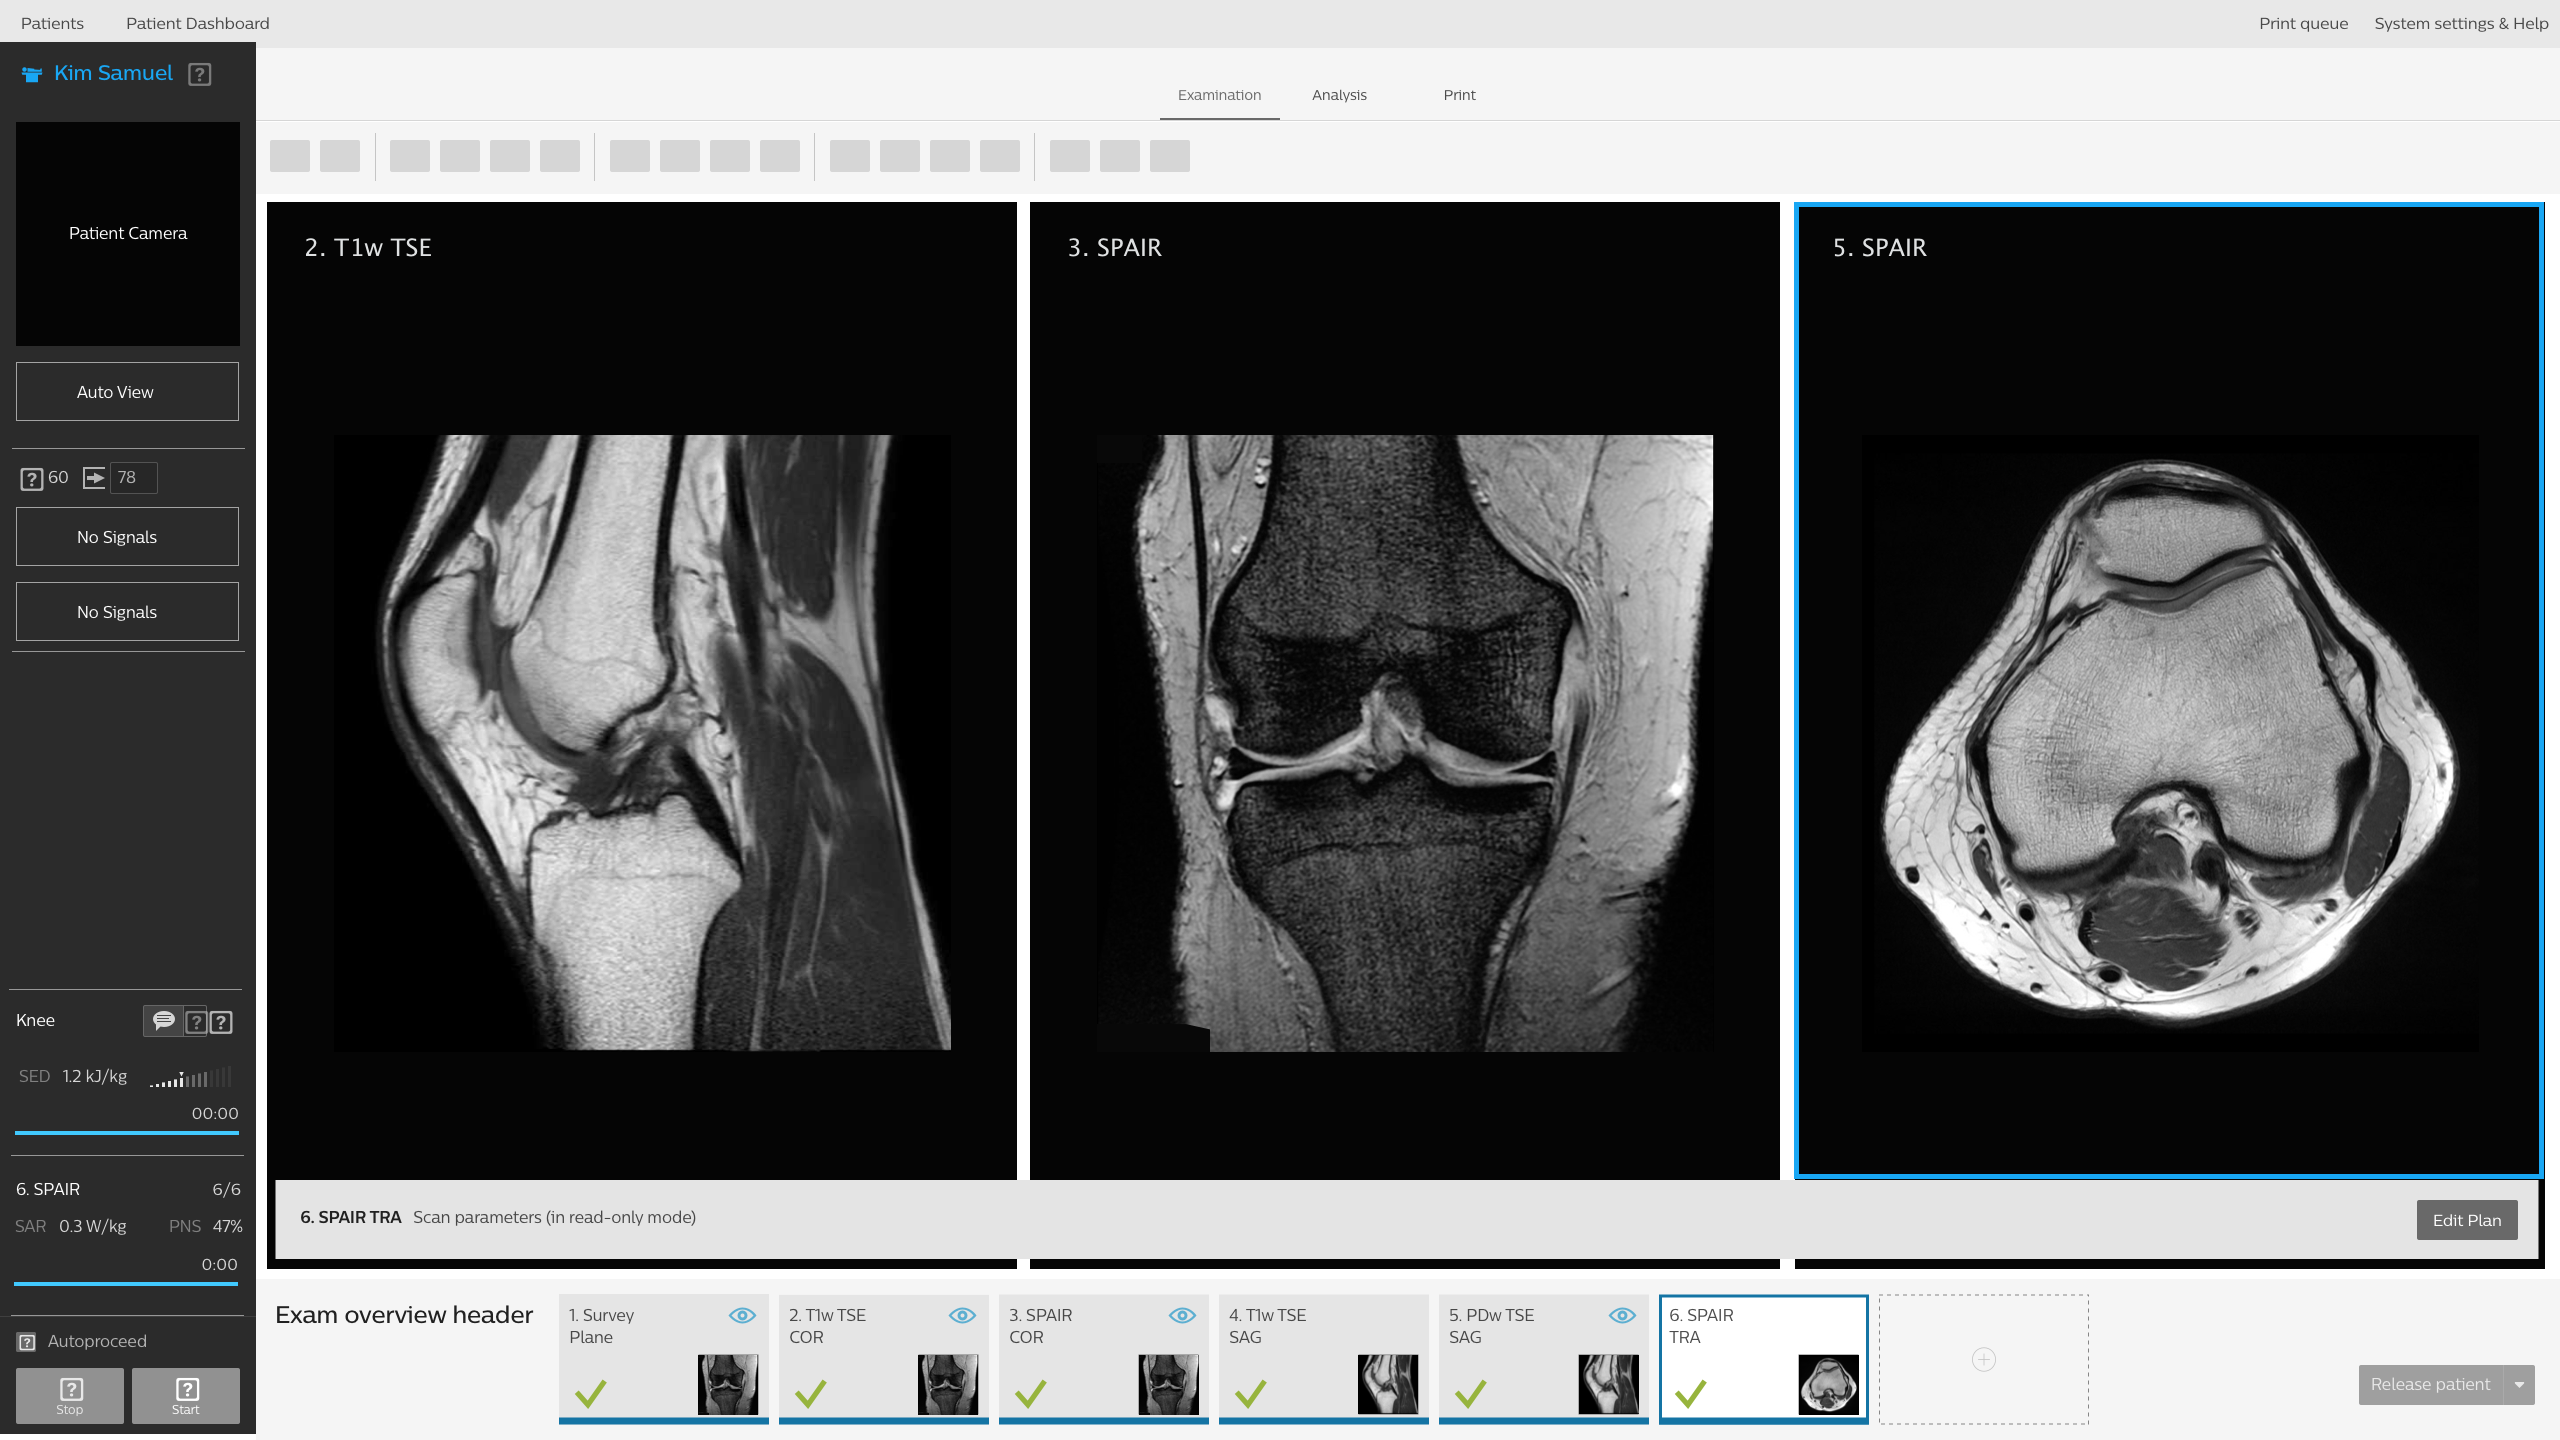 Patients Patient Dashboard Print queue System settings & Help
Kim Samuel ?
Patient Camera
Auto View
? 60 78
No Signals
No Signals
Knee ? ?
SED 1.2 kJ/kg
00:00
6. SPAIR 6/6
SAR 0.3 W/kg PNS 47%
0:00
? Autoproceed
? Stop
? Start
Examination Analysis Print
2. T1w TSE
3. SPAIR
5. SPAIR
6. SPAIR TRA Scan parameters (in read-only mode)
Edit Plan
Exam overview header
1. Survey
Plane
2. T1w TSE
COR
3. SPAIR
COR
4. T1w TSE
SAG
5. PDw TSE
SAG
6. SPAIR
TRA
Release patient